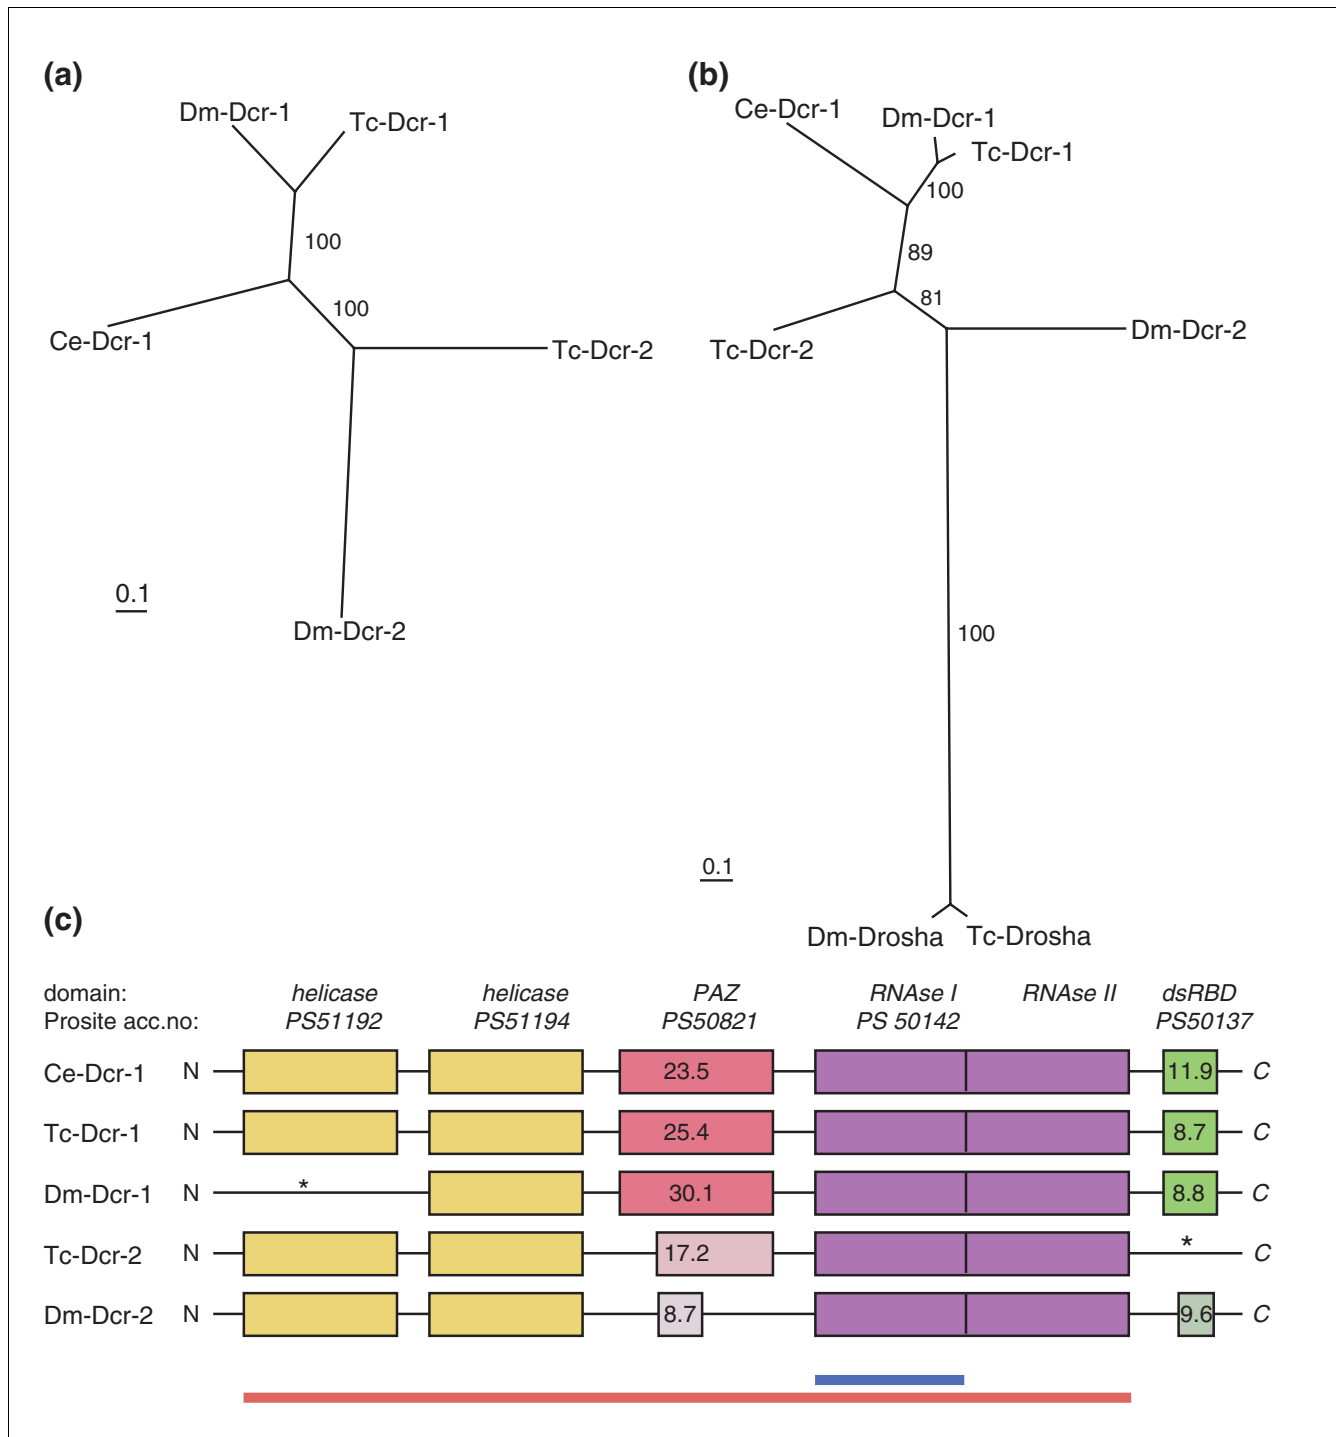 (a)
Dm-Dcr-1
Tc-Dcr-1
100
100
Ce-Dcr-1
Tc-Dcr-2
0.1
Dm-Dcr-2
(b)
Ce-Dcr-1
Dm-Dcr-1
Tc-Dcr-1
100
89
81
Tc-Dcr-2
Dm-Dcr-2
100
0.1
Dm-Drosha Tc-Drosha
(c)
domain: helicase helicase PAZ RNAse I RNAse II dsRBD
Prosite acc.no: PS51192 PS51194 PS50821 PS 50142 PS50137
Ce-Dcr-1 N 23.5 11.9 C
Tc-Dcr-1 N 25.4 8.7 C
Dm-Dcr-1 N * 30.1 8.8 C
Tc-Dcr-2 N 17.2 * C
Dm-Dcr-2 N 8.7 9.6 C